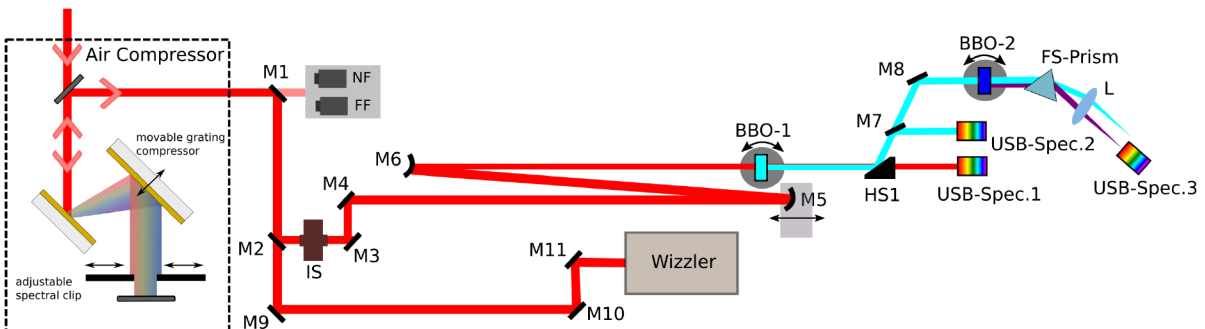 Air Compressor
movable grating
compressor
adjustable
spectral clip
M1
NF
FF
M2
IS
M3
M4
M9
M10
M11
Wizzler
M6
M5
BBO-1
HS1
M7
M8
BBO-2
FS-Prism
L
USB-Spec.2
USB-Spec.1
USB-Spec.3